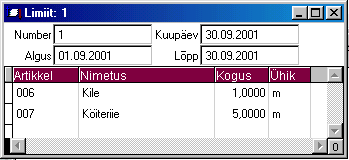 Limiit: 1
Number 1 Kuupäev 30.09.2001
Algus 01.09.2001 Lõpp 30.09.2001
Artikkel Nimetus Kogus Ühik
006 Kile 1,0000 m
007 Köiteriie 5,0000 m
0